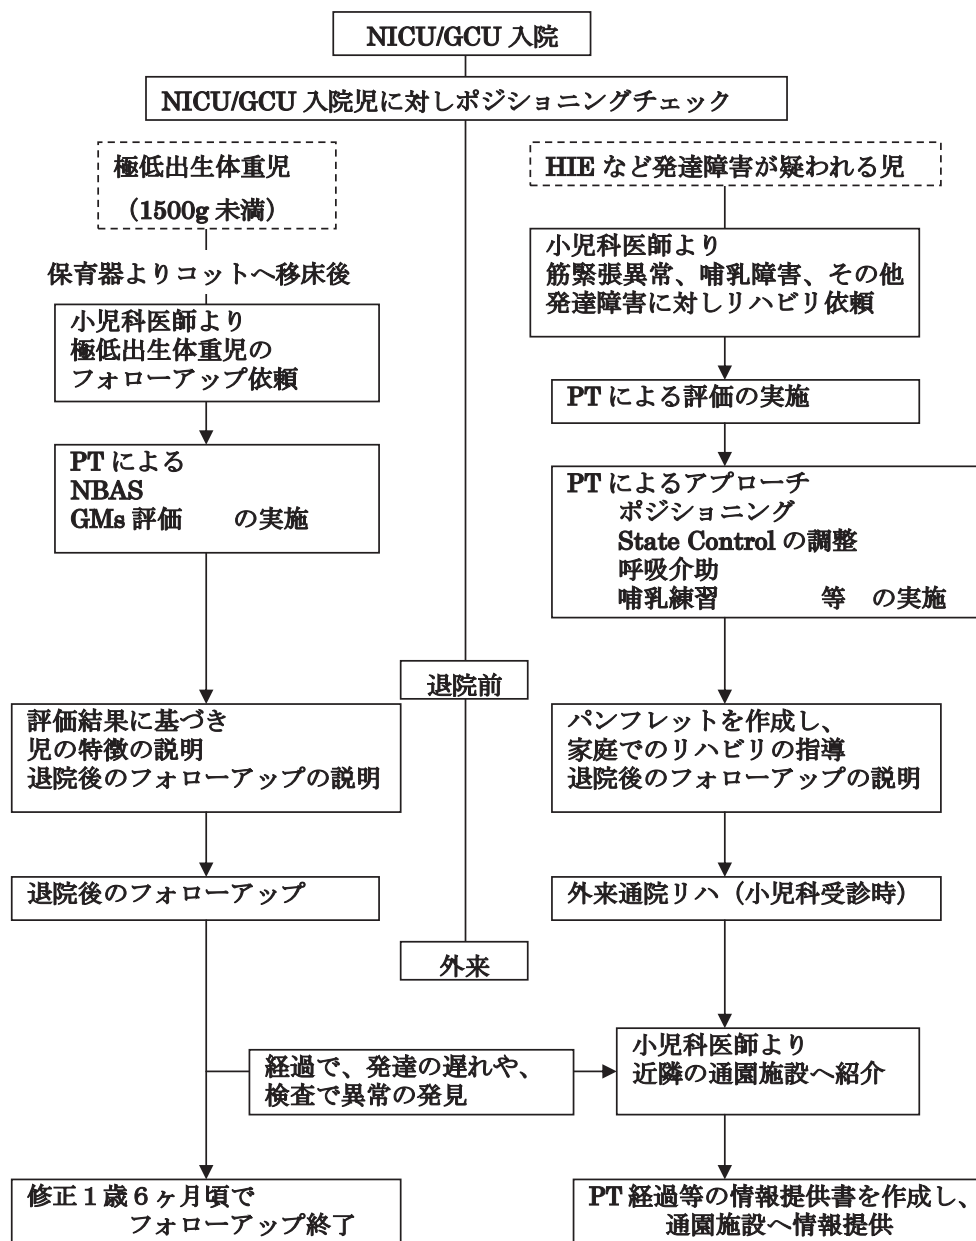 NICU/GCU 入院
NICU/GCU 入院児に対しポジショニングチェック
極低出生体重児
（1500g 未満）
保育器よりコットへ移床後
小児科医師より
極低出生体重児の
フォローアップ依頼
PT による
NBAS
GMs 評価　　の実施
HIE など発達障害が疑われる児
小児科医師より
筋緊張異常、哺乳障害、その他
発達障害に対しリハビリ依頼
PT による評価の実施
PT によるアプローチ
ポジショニング
State Control の調整
呼吸介助
哺乳練習　　　　等　の実施
退院前
評価結果に基づき
児の特徴の説明
退院後のフォローアップの説明
パンフレットを作成し、
家庭でのリハビリの指導
退院後のフォローアップの説明
退院後のフォローアップ
外来通院リハ（小児科受診時）
外来
経過で、発達の遅れや、
検査で異常の発見
小児科医師より
近隣の通園施設へ紹介
修正１歳６ヶ月頃で
フォローアップ終了
PT 経過等の情報提供書を作成し、
通園施設へ情報提供